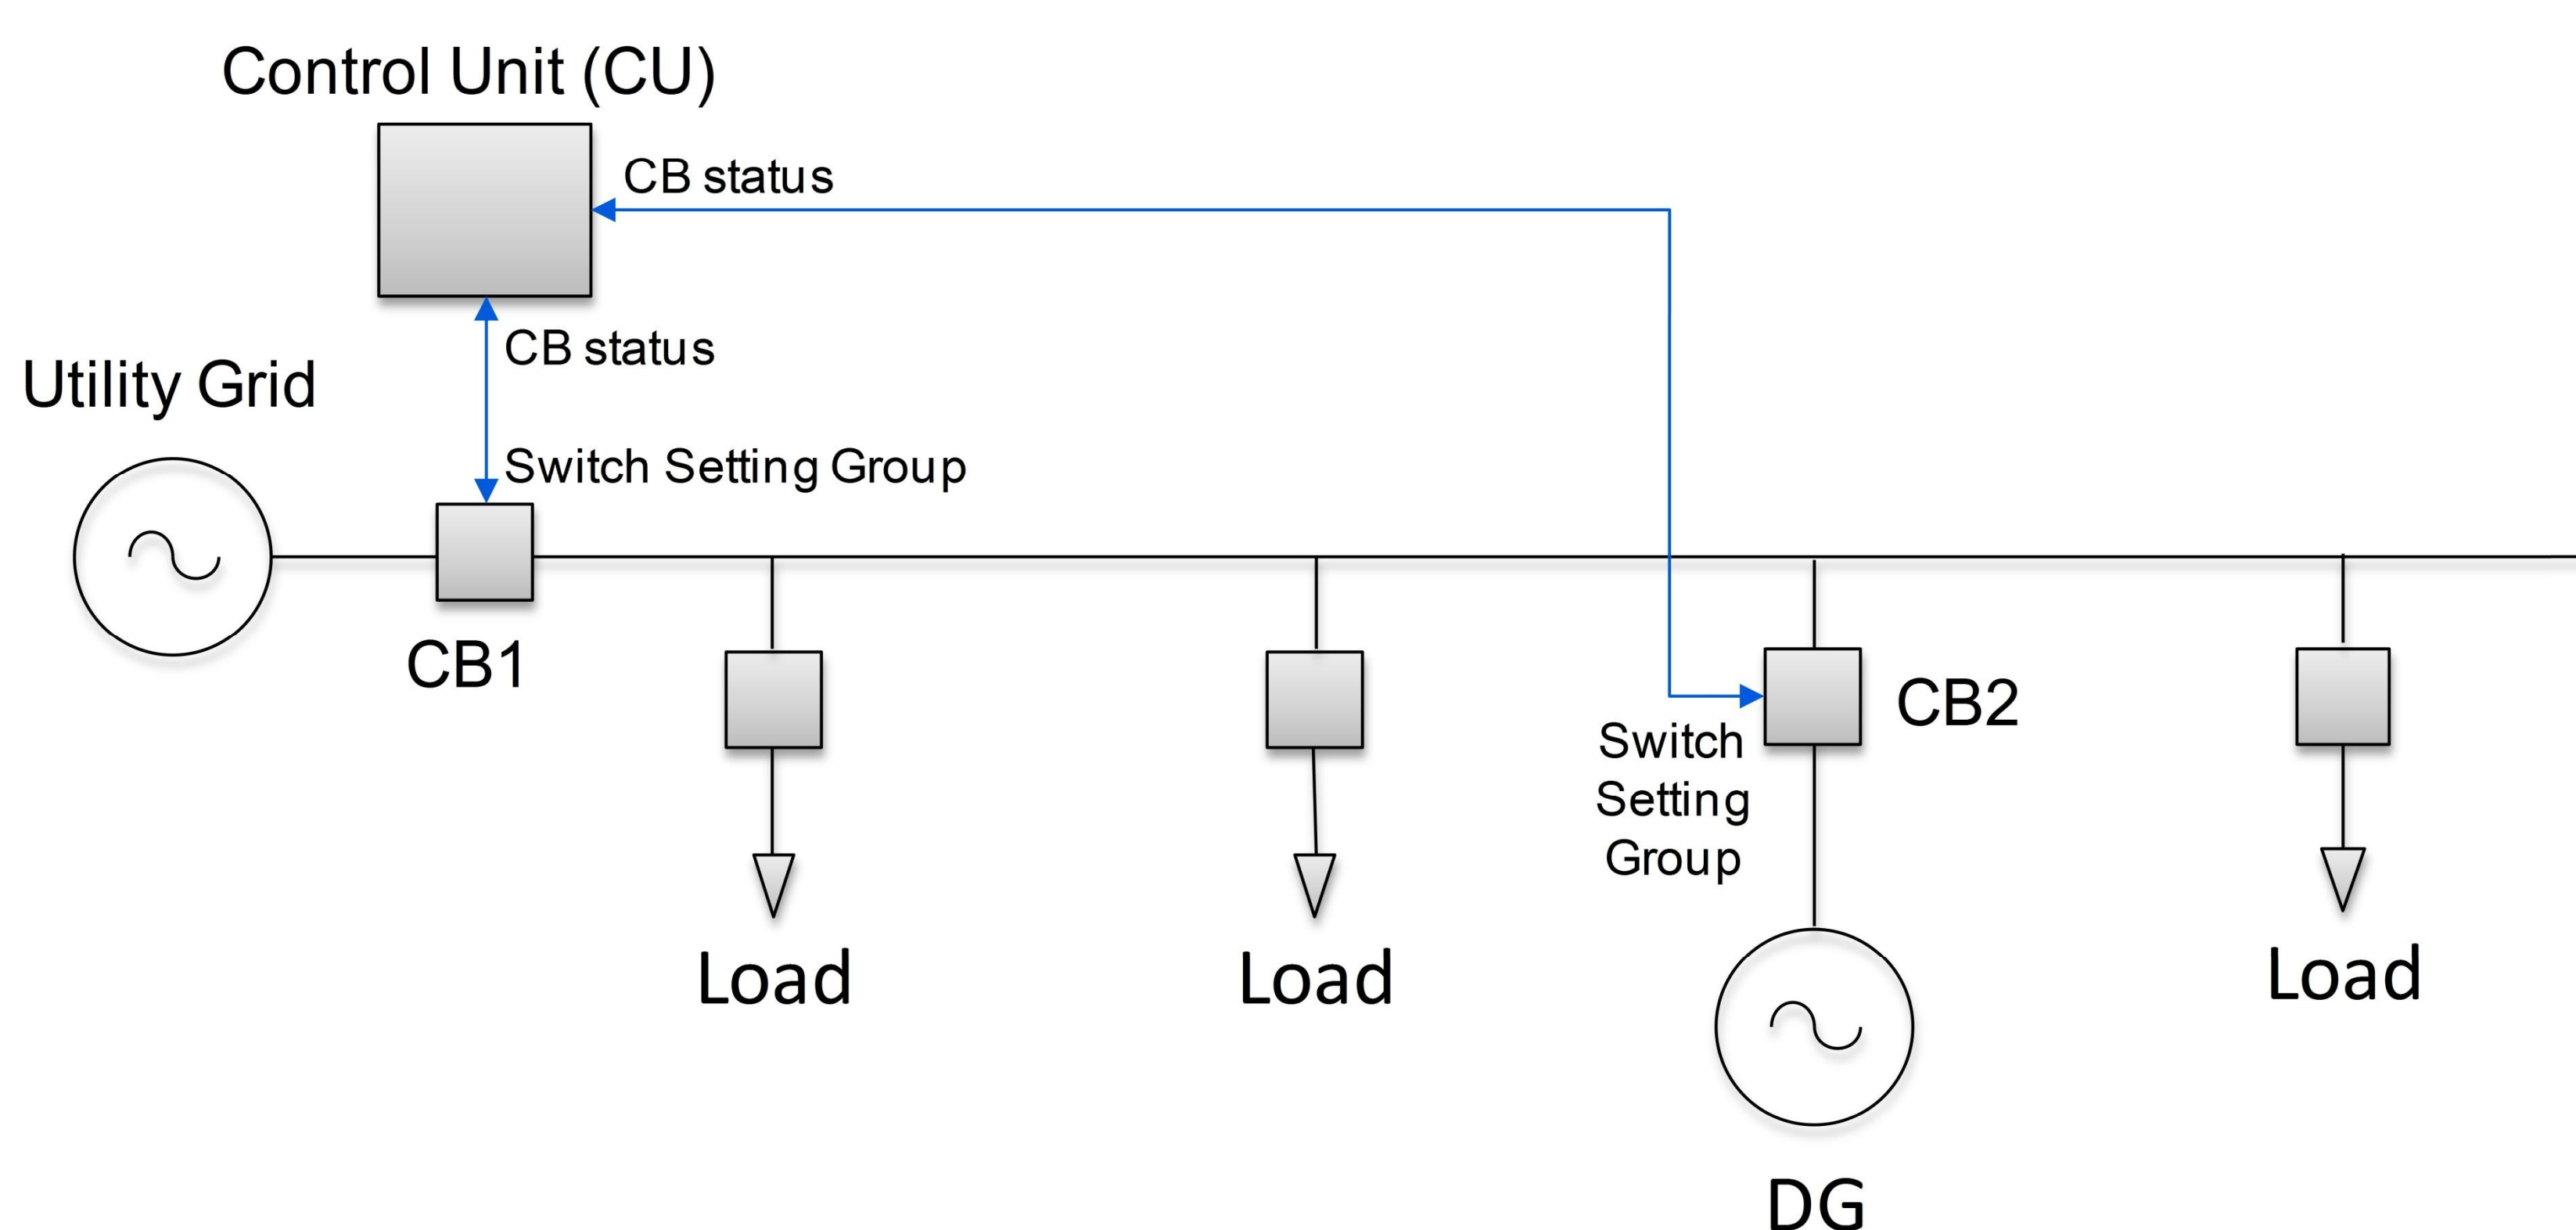 Control Unit (CU)
CB status
CB status
Utility Grid
Switch Setting Group
CB1
CB2
Switch
Setting
Group
Load
Load
Load
DG